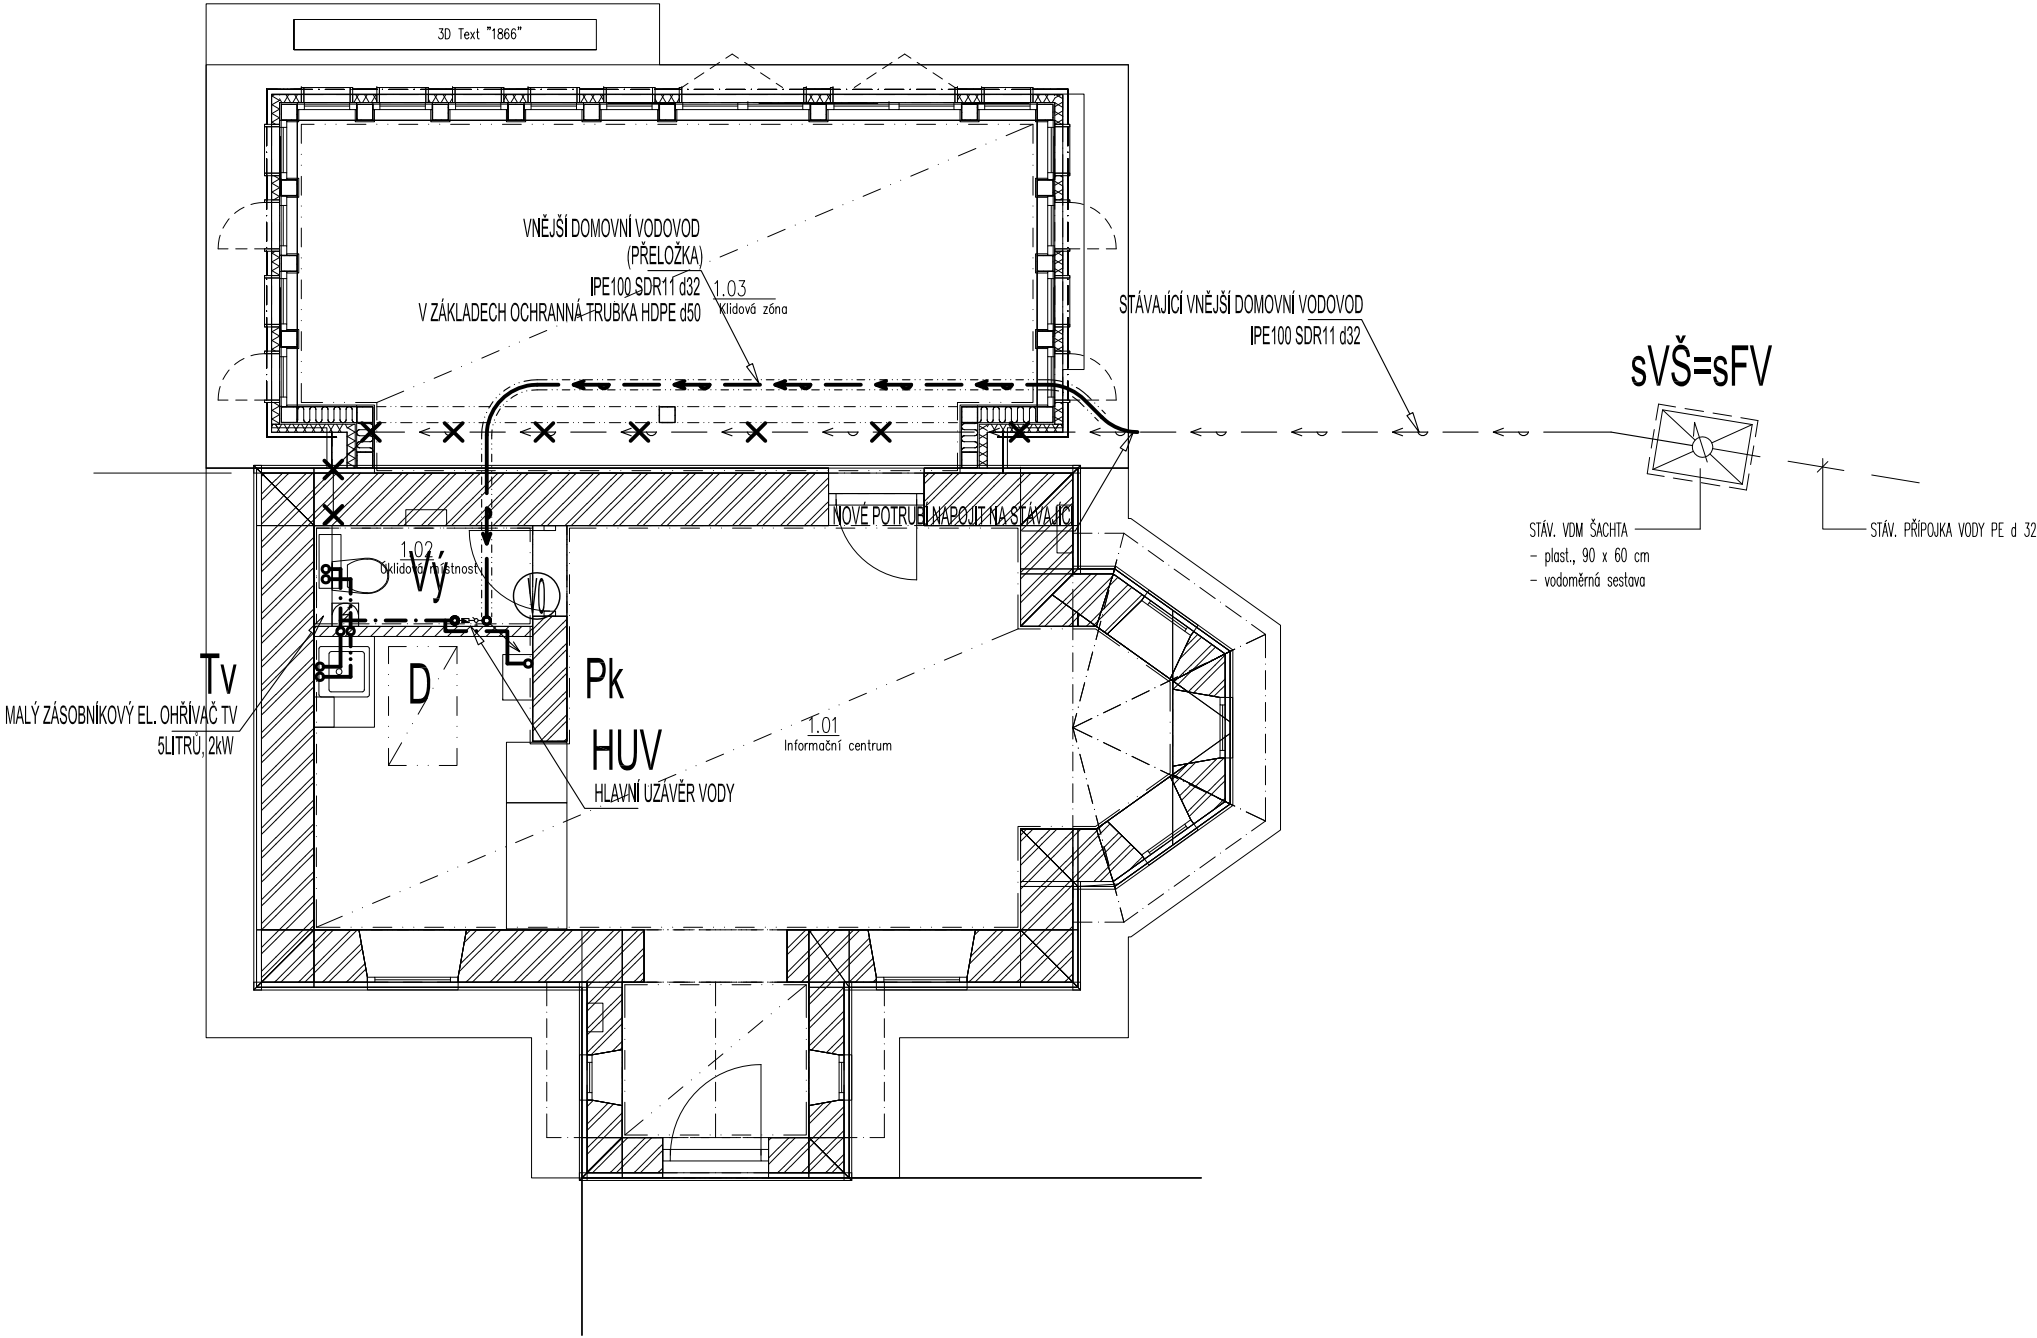 3D Text "1866"
VNĚJŠÍ DOMOVNÍ VODOVOD
(PŘELOŽKA)
IPE100 SDR11 d32
V ZÁKLADECH OCHRANNÁ TRUBKA HDPE d50
1.03
Klidová zóna
STÁVAJÍCÍ VNĚJŠÍ DOMOVNÍ VODOVOD
IPE100 SDR11 d32
sVŠ=sFV
STÁV. VDM ŠACHTA
- plast., 90 x 60 cm
- vodoměrná sestava
STÁV. PŘÍPOJKA VODY PE d 32
NOVÉ POTRUBÍ NAPOJIT NA STÁVAJÍCÍ
1.02
Úklidová místnost
Vý
V0
Tv
MALÝ ZÁSOBNÍKOVÝ EL. OHŘÍVAČ TV
5LITRŮ, 2kW
D
Pk
HUV
HLAVNÍ UZÁVĚR VODY
1.01
Informační centrum